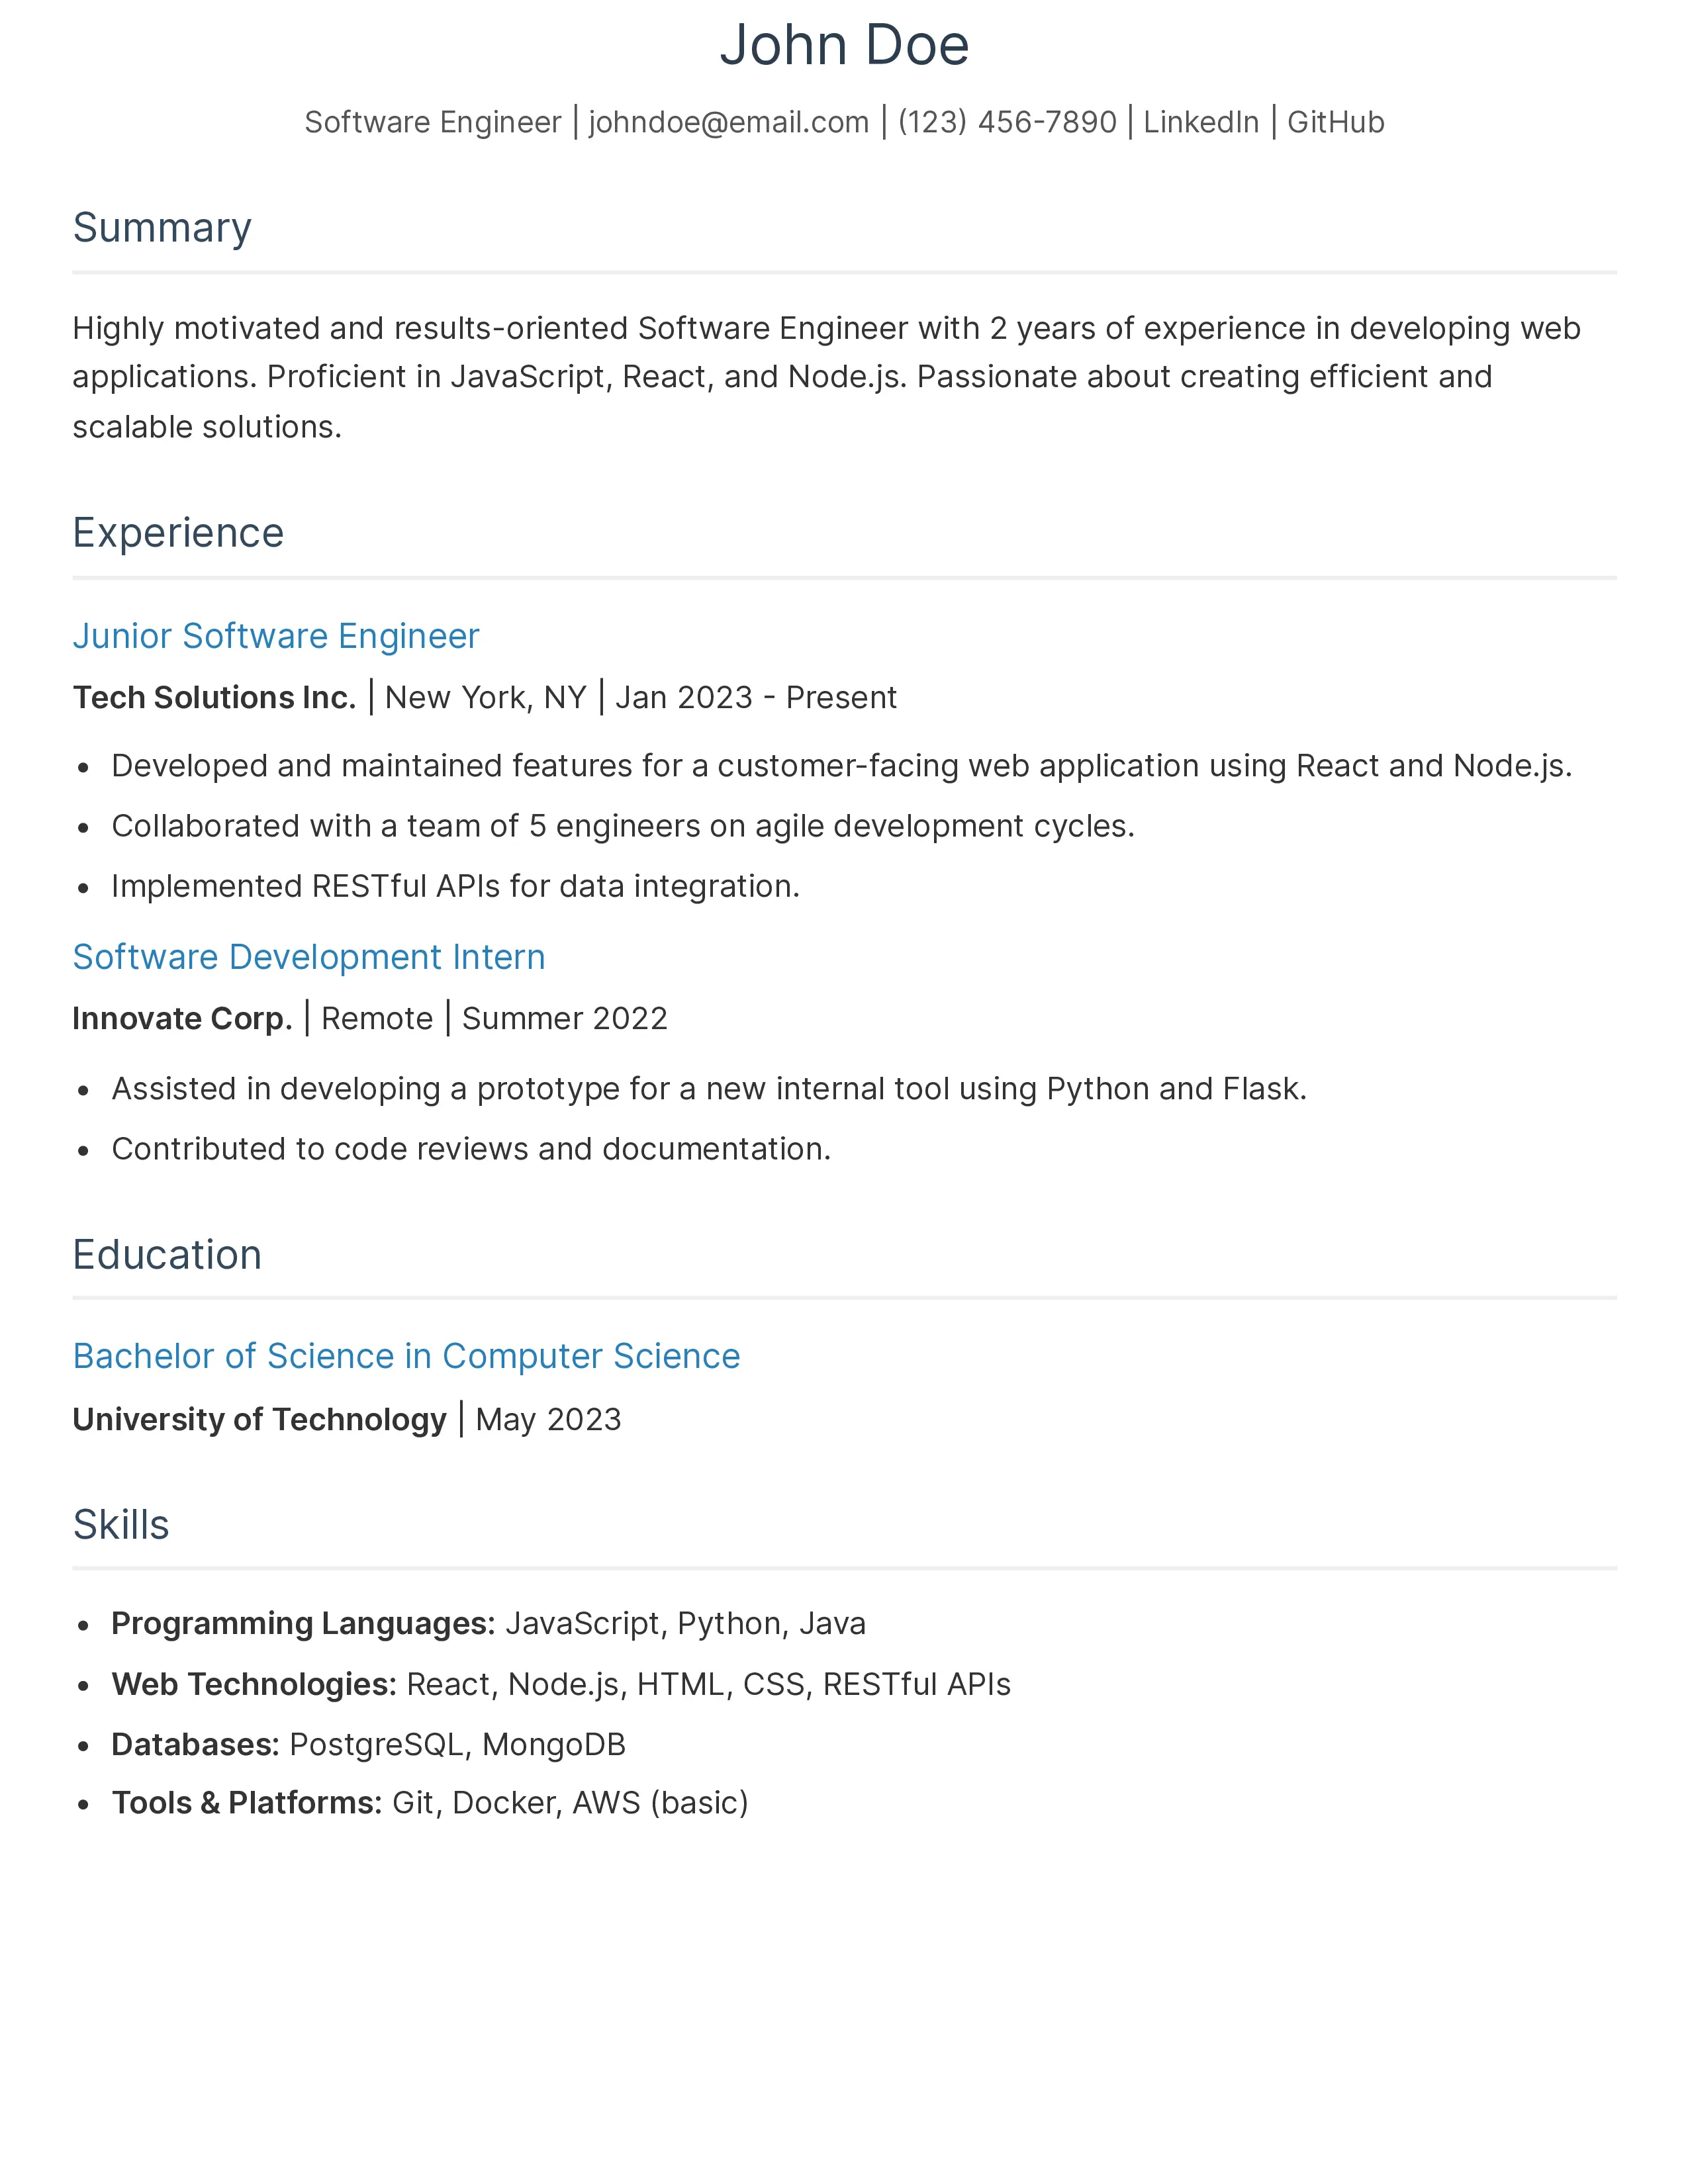 John Doe
Software Engineer | johndoe@email.com | (123) 456-7890 | LinkedIn | GitHub
Summary
Highly motivated and results-oriented Software Engineer with 2 years of experience in developing web
applications. Proficient in JavaScript, React, and Node.js. Passionate about creating efficient and
scalable solutions.
Experience
Junior Software Engineer
Tech Solutions Inc. | New York, NY | Jan 2023 - Present
• Developed and maintained features for a customer-facing web application using React and Node.js.
• Collaborated with a team of 5 engineers on agile development cycles.
• Implemented RESTful APIs for data integration.
Software Development Intern
Innovate Corp. | Remote | Summer 2022
• Assisted in developing a prototype for a new internal tool using Python and Flask.
• Contributed to code reviews and documentation.
Education
Bachelor of Science in Computer Science
University of Technology | May 2023
Skills
• Programming Languages: JavaScript, Python, Java
• Web Technologies: React, Node.js, HTML, CSS, RESTful APIs
• Databases: PostgreSQL, MongoDB
• Tools & Platforms: Git, Docker, AWS (basic)